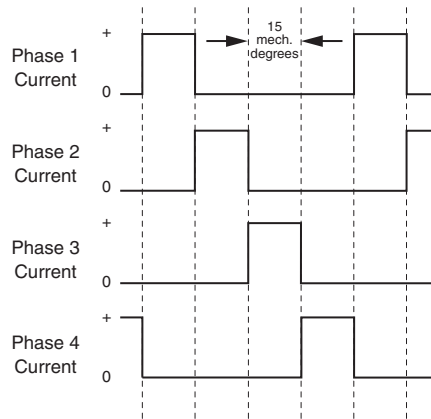 15
mech.
degrees
Phase 1
Current
+
0
Phase 2
Current
+
0
Phase 3
Current
+
0
Phase 4
Current
+
0